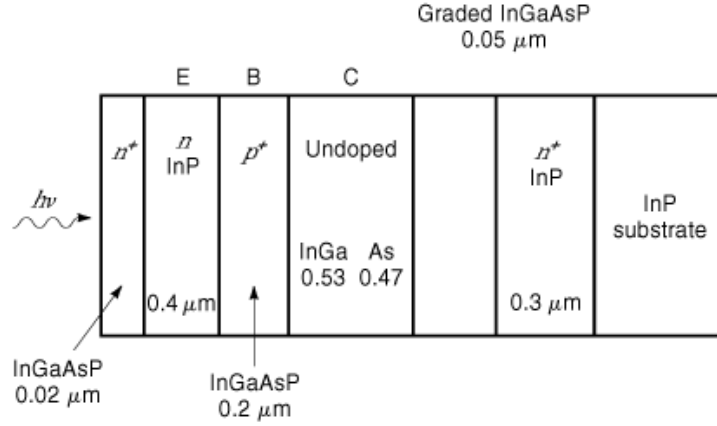 Graded InGaAsP
0.05 μm
E B C
n⁺ n p⁺ Undoped n⁺
InP InP
hν
InP
substrate
InGa As
0.53 0.47
0.4 μm 0.3 μm
InGaAsP
0.02 μm
InGaAsP
0.2 μm